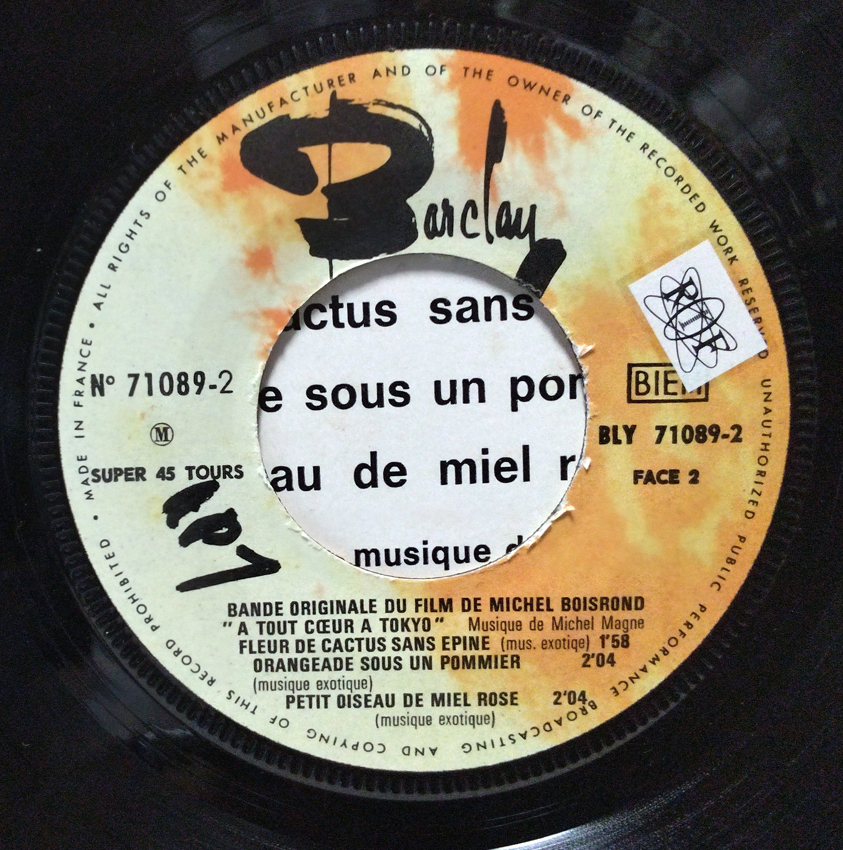 MADE IN FRANCE • ALL RIGHTS OF THE MANUFACTURER AND OF THE OWNER OF THE RECORDED WORK RESERVED UNAUTHORIZED PUBLIC PERFORMANCE BROADCASTING AND COPYING OF THIS RECORD PROHIBITED •
Barclay
actus sans
e sous un por
au de miel r
musique d
Nº 71089-2
M
SUPER 45 TOURS
BIEM
BLY 71089-2
FACE 2
BANDE ORIGINALE DU FILM DE MICHEL BOISROND
"A TOUT CŒUR A TOKYO" Musique de Michel Magne
FLEUR DE CACTUS SANS EPINE (mus. exotiqe) 1'58
ORANGEADE SOUS UN POMMIER 2'04
(musique exotique)
PETIT OISEAU DE MIEL ROSE 2'04
(musique exotique)